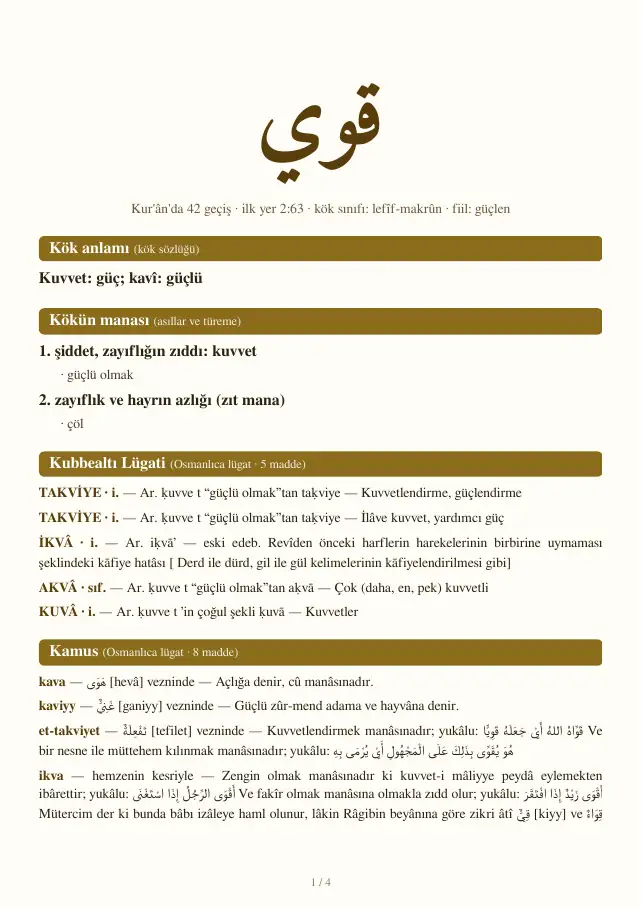 قوي
Kur'ân'da 42 geçiş · ilk yer 2:63 · kök sınıfı: lefîf-makrûn · fiil: güçlen
Kök anlamı (kök sözlüğü)
Kuvvet: güç; kavî: güçlü
Kökün manası (asıllar ve türeme)
1. şiddet, zayıflığın zıddı: kuvvet
· güçlü olmak
2. zayıflık ve hayrın azlığı (zıt mana)
· çöl
Kubbealtı Lügati (Osmanlıca lügat · 5 madde)
TAKVİYE · i. — Ar. ḳuvve t “güçlü olmak”tan taḳviye — Kuvvetlendirme, güçlendirme
TAKVİYE · i. — Ar. ḳuvve t “güçlü olmak”tan taḳviye — İlâve kuvvet, yardımcı güç
İKVÂ · i. — Ar. iḳvā’ — eski edeb. Revîden önceki harflerin harekelerinin birbirine uymaması
şeklindeki kāfiye hatâsı [ Derd ile dürd, gil ile gül kelimelerinin kāfiyelendirilmesi gibi]
AKVÂ · sıf. — Ar. ḳuvve t “güçlü olmak”tan aḳvā — Çok (daha, en, pek) kuvvetli
KUVÂ · i. — Ar. ḳuvve t ’in çoğul şekli ḳuvā — Kuvvetler
Kamus (Osmanlıca lügat · 8 madde)
kava — هَوَى [hevâ] vezninde — Açlığa denir, cû manâsınadır.
kaviyy — غَنِيٌّ [ganiyy] vezninde — Güçlü zûr-mend adama ve hayvâna denir.
et-takviyet — تَفْعِلَةٌ [tefilet] vezninde — Kuvvetlendirmek manâsınadır; yukâlu: قَوَّاهُ اللهُ أَيْ جَعَلَهُ قَوِيًّا Ve
bir nesne ile müttehem kılınmak manâsınadır; yukâlu: هُوَ يُقَوَّى بِذَلِكَ عَلَى الْمَجْهُولِ أَيْ يُرْمَى بِهِ
ikva — hemzenin kesriyle — Zengin olmak manâsınadır ki kuvvet-i mâliyye peydâ eylemekten
ibârettir; yukâlu: أَقْوَى الرَّجُلُ إِذَا اسْتَغْنَى Ve fakîr olmak manâsına olmakla zıdd olur; yukâlu: أَقْوَى زَيْدٌ إِذَا افْتَقَرَ
Mütercim der ki bunda bâbı izâleye haml olunur, lâkin Râgibin beyânına göre zikri âtî قِيٌّ [kiyy] ve قِوَاءٌ
1 / 4